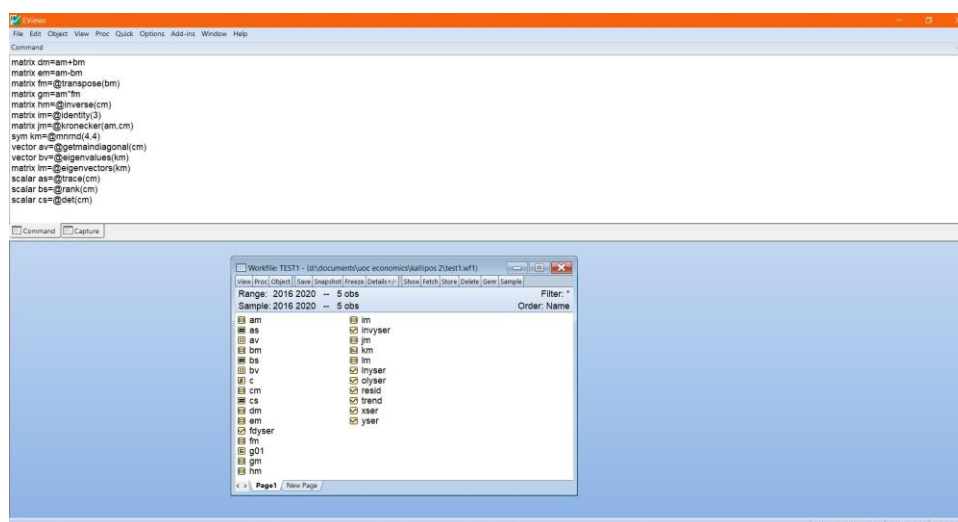 EViews
File Edit Object View Proc Quick Options Add-ins Window Help
Command
matrix dm=am+bm
matrix em=am-bm
matrix fm=@transpose(bm)
matrix gm=am*fm
matrix hm=@inverse(cm)
matrix im=@identity(3)
matrix jm=@kronecker(am,cm)
sym km=@mnrnd(4,4)
vector av=@getmaindiagonal(cm)
vector bv=@eigenvalues(km)
matrix lm=@eigenvectors(km)
scalar as=@trace(cm)
scalar bs=@rank(cm)
scalar cs=@det(cm)
Command Capture
Workfile: TEST1 - (d:\documents\uoc economics\kallipos 2\test1.wf1)
View Proc Object Save Snapshot Freeze Details+/- Show Fetch Store Delete Genr Sample
Range: 2016 2020 -- 5 obs Filter: *
Sample: 2016 2020 -- 5 obs Order: Name
am
as
av
bm
bs
bv
c
cm
cs
dm
em
fdyser
fm
g01
gm
hm
im
invyser
jm
km
lm
lnyser
olyser
resid
trend
xser
yser
Page1 New Page